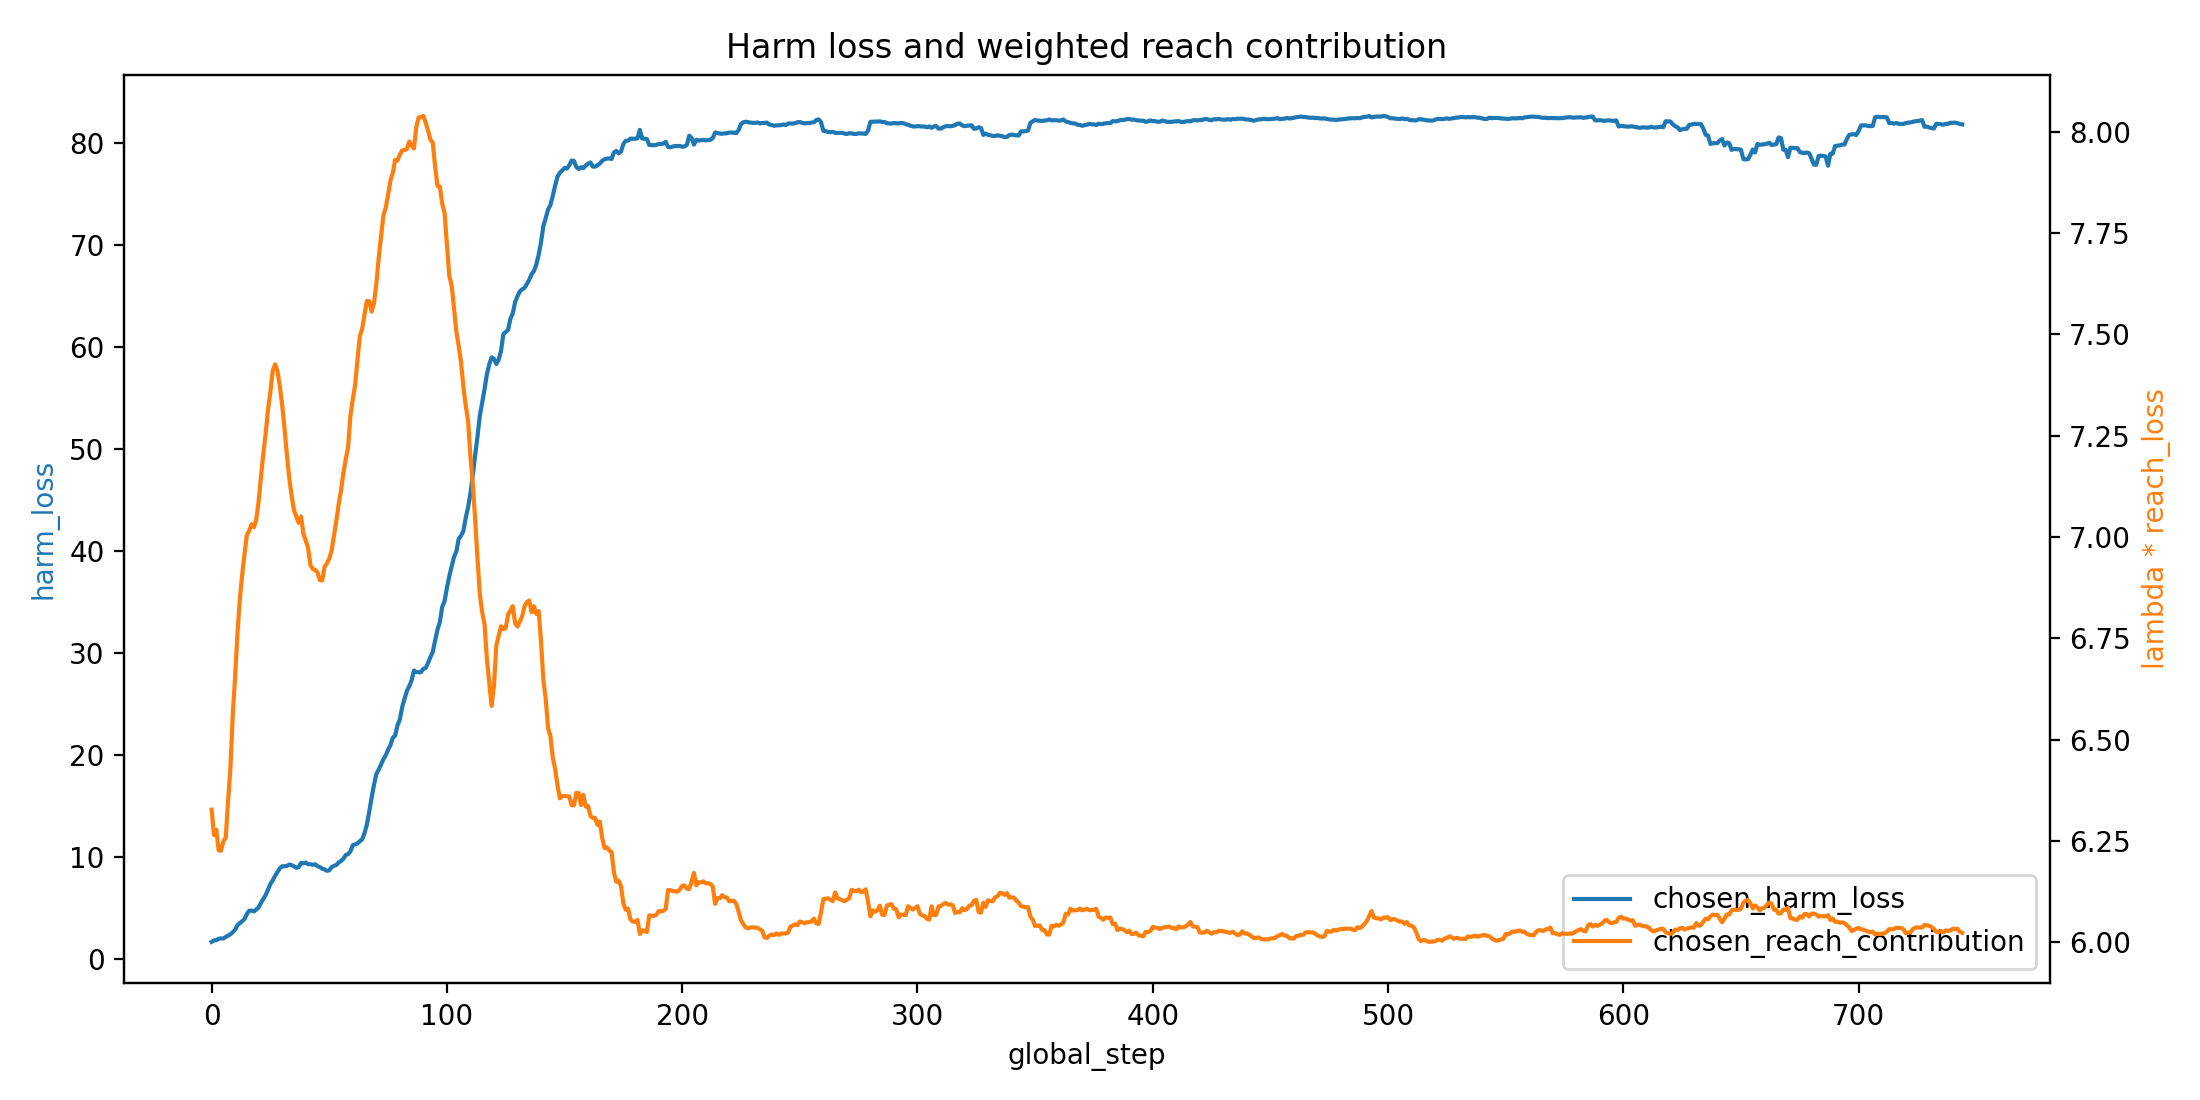 Harm loss and weighted reach contribution
harm_loss
80
70
60
50
40
30
20
10
0
8.00
7.75
7.50
7.25
7.00
6.75
6.50
6.25
6.00
lambda * reach_loss
chosen_harm_loss
chosen_reach_contribution
0 100 200 300 400 500 600 700
global_step